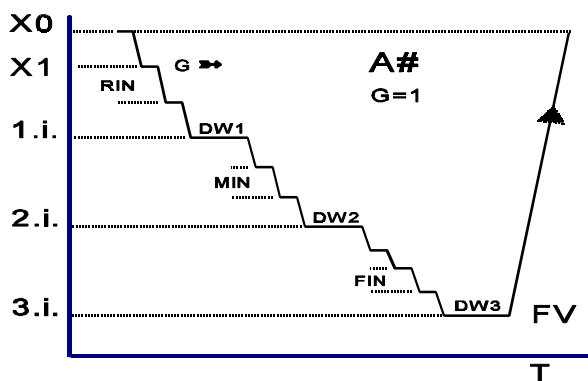 X0
X1
G
A#
RIN
G=1
1.i.
DW1
MIN
2.i.
DW2
FIN
3.i.
DW3
FV
T